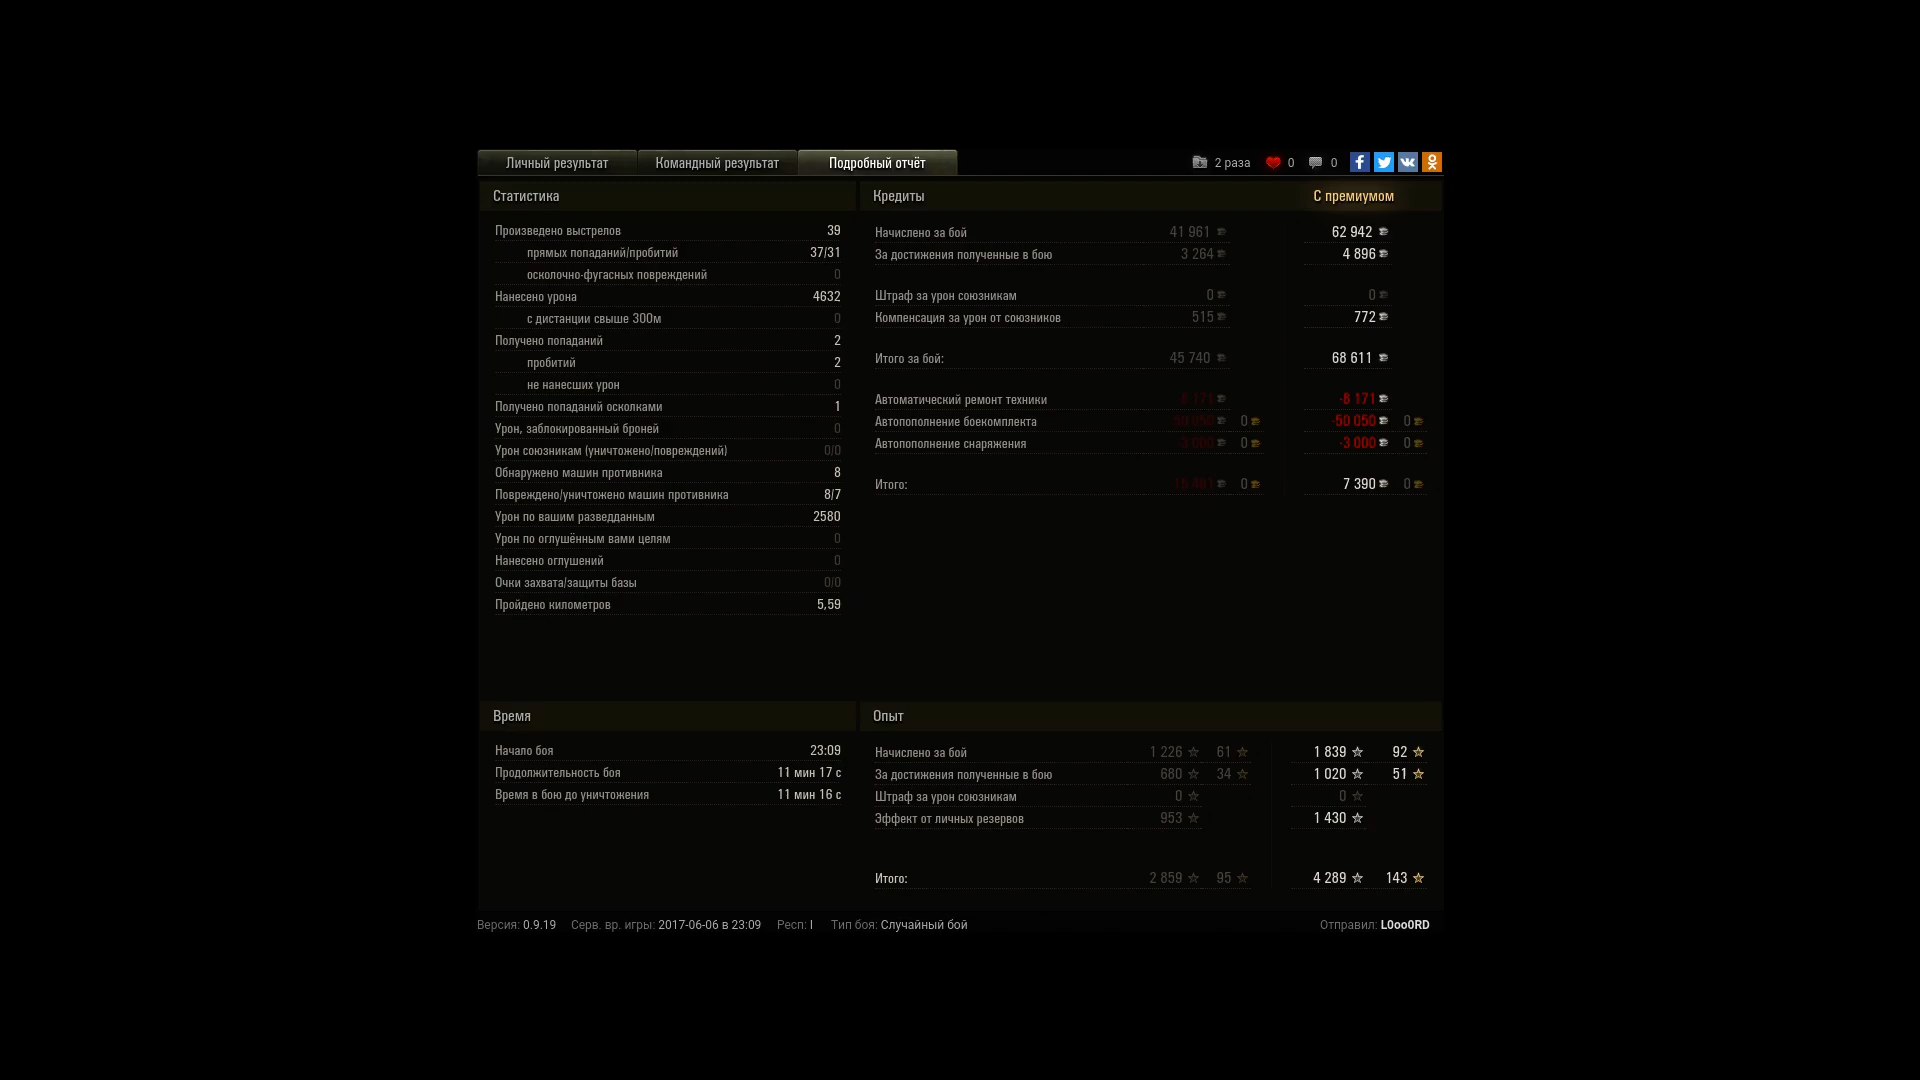 Личный результат Командный результат Подробный отчёт 2 раза 0 0
Статистика
Произведено выстрелов 39
прямых попаданий/пробитий 37/31
осколочно-фугасных повреждений 0
Нанесено урона 4632
с дистанции свыше 300м 0
Получено попаданий 2
пробитий 2
не нанесших урон 0
Получено попаданий осколками 1
Урон, заблокированный броней 0
Урон союзникам (уничтожено/повреждений) 0/0
Обнаружено машин противника 8
Повреждено/уничтожено машин противника 8/7
Урон по вашим разведданным 2580
Урон по оглушённым вами целям 0
Нанесено оглушений 0
Очки захвата/защиты базы 0/0
Пройдено километров 5,59
Кредиты С премиумом
Начислено за бой 41 961 62 942
За достижения полученные в бою 3 264 4 896
Штраф за урон союзникам 0 0
Компенсация за урон от союзников 515 772
Итого за бой: 45 740 68 611
Автоматический ремонт техники -8 171 -8 171
Автопополнение боекомплекта -50 050 0 -50 050 0
Автопополнение снаряжения -3 000 0 -3 000 0
Итого: 0 7 390 0
Время
Начало боя 23:09
Продолжительность боя 11 мин 17 с
Время в бою до уничтожения 11 мин 16 с
Опыт
Начислено за бой 1 226 61 1 839 92
За достижения полученные в бою 680 34 1 020 51
Штраф за урон союзникам 0 0
Эффект от личных резервов 953 1 430
Итого: 2 859 95 4 289 143
Версия: 0.9.19 Серв. вр. игры: 2017-06-06 в 23:09 Респ: I Тип боя: Случайный бой Отправил: L0oo0RD